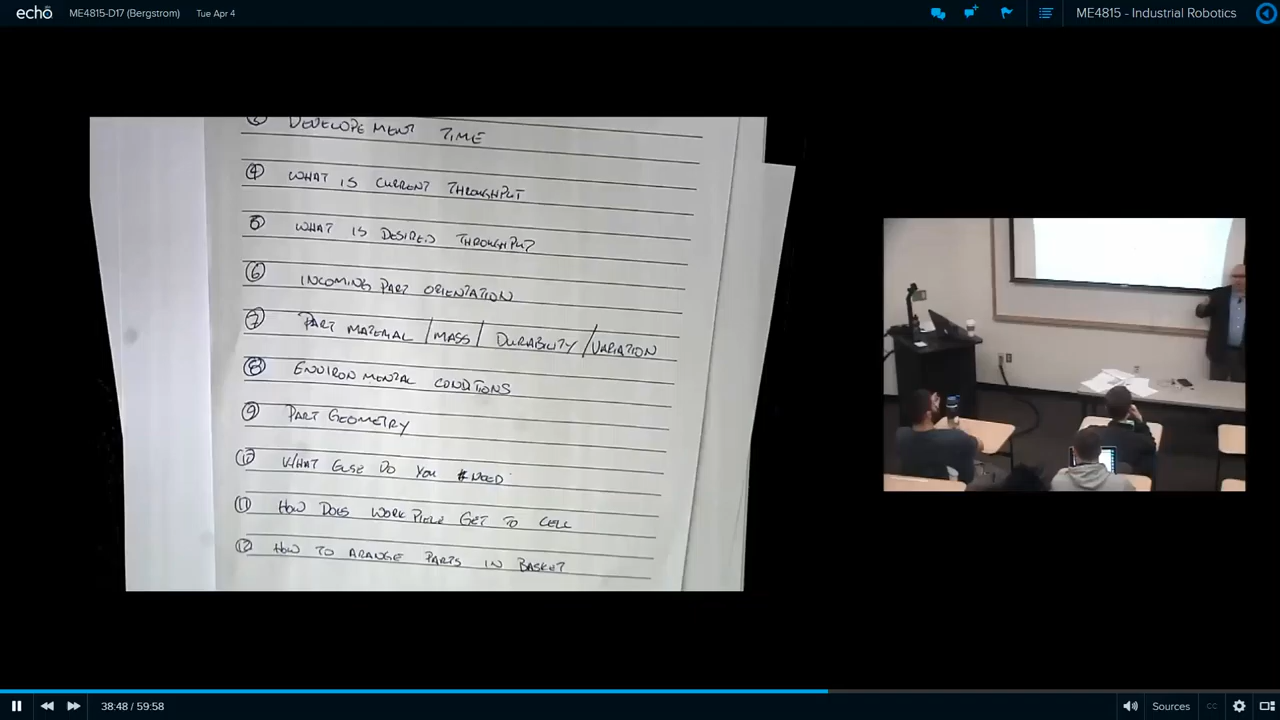 echo
ME4815-D17 (Bergstrom)
Tue Apr 4
ME4815 - Industrial Robotics
DEVELOPEMENT TIME
④ WHAT IS CURRENT THROUGHPUT
⑤ WHAT IS DESIRED THROUGHPUT
⑥ INCOMING PART ORIENTATION
⑦ PART MATERIAL / MASS / DURABILITY / VARIATION
⑧ ENVIRONMENTAL CONDITIONS
⑨ PART GEOMETRY
⑩ WHAT ELSE DO YOU NEED
⑪ HOW DOES WORK PIECE GET TO CELL
⑫ HOW TO ARANGE PARTS IN BASKET
38:48 / 59:58
Sources
CC